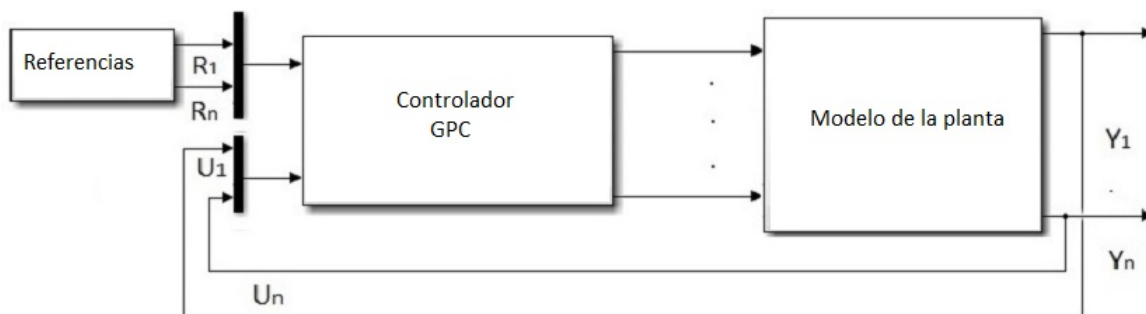 Referencias
R1
Rn
U1
Un
Controlador
GPC
Modelo de la planta
Y1
Yn